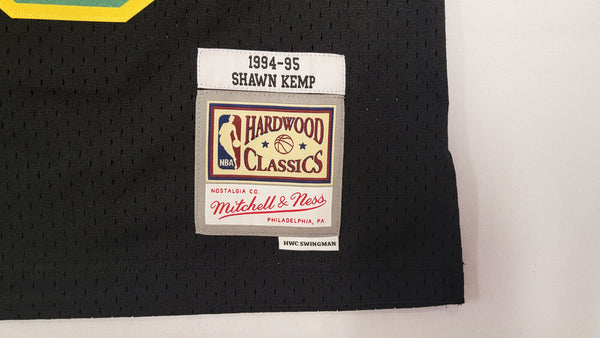 1994-95
SHAWN KEMP
NBA
HARDWOOD
CLASSICS
NOSTALGIA CO.
Mitchell & Ness
PHILADELPHIA, PA.
HWC SWINGMAN